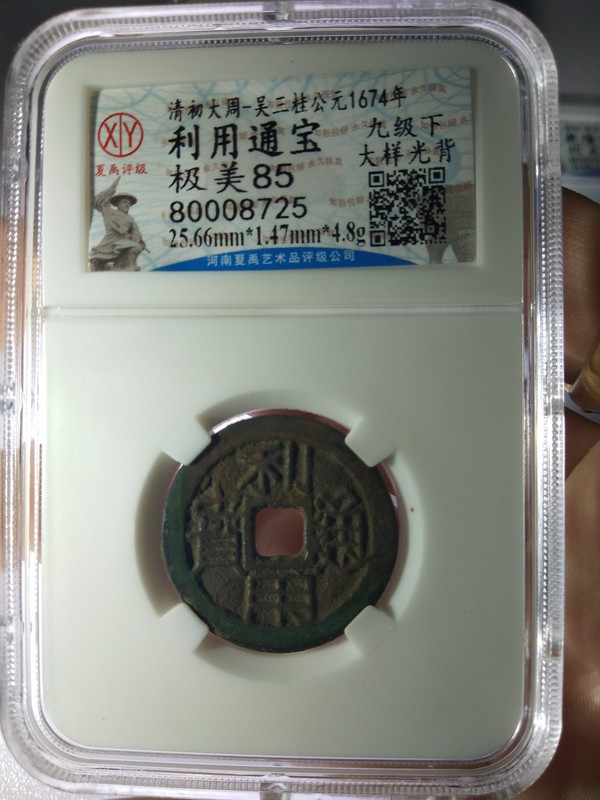 清初大周-吴三桂公元1674年
XY
夏禹评级
利用通宝
九级下
极美85
大样光背
80008725
25.66mm*1.47mm*4.8g
河南夏禹艺术品评级公司
利用通寳